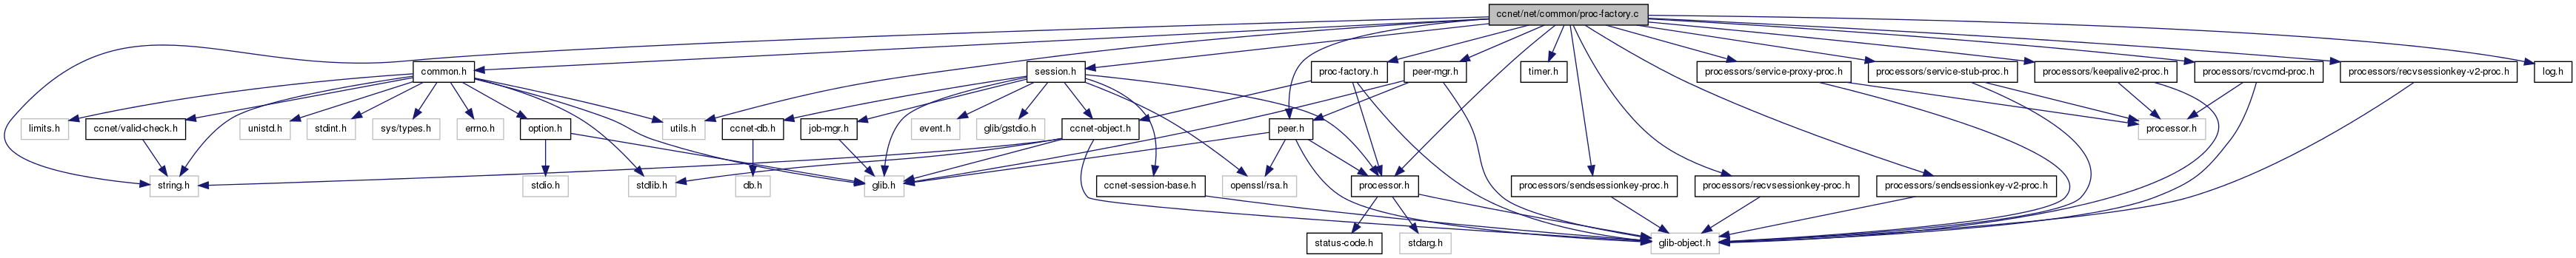 ccnet/net/common/proc-factory.c
common.h
session.h
proc-factory.h
peer-mgr.h
timer.h
processors/service-proxy-proc.h
processors/service-stub-proc.h
processors/keepalive2-proc.h
processors/rcvcmd-proc.h
processors/recvsessionkey-v2-proc.h
log.h
limits.h
ccnet/valid-check.h
unistd.h
stdint.h
sys/types.h
errno.h
option.h
utils.h
ccnet-db.h
job-mgr.h
event.h
glib/gstdio.h
ccnet-object.h
peer.h
processor.h
string.h
stdio.h
stdlib.h
db.h
glib.h
ccnet-session-base.h
openssl/rsa.h
processor.h
processors/sendsessionkey-proc.h
processors/recvsessionkey-proc.h
processors/sendsessionkey-v2-proc.h
status-code.h
stdarg.h
glib-object.h